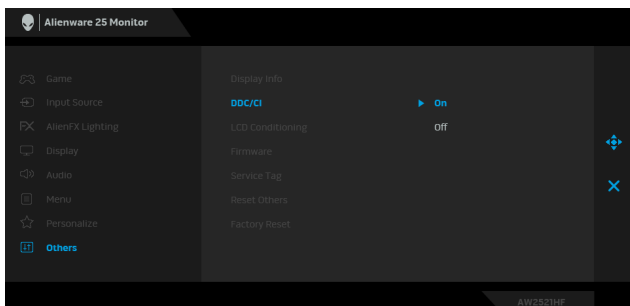 Alienware 25 Monitor
Game
Display Info
Input Source
DDC/CI
On
AlienFX Lighting
LCD Conditioning
Off
Display
Firmware
Audio
Service Tag
Menu
Reset Others
Personalize
Factory Reset
Others
AW2521HF